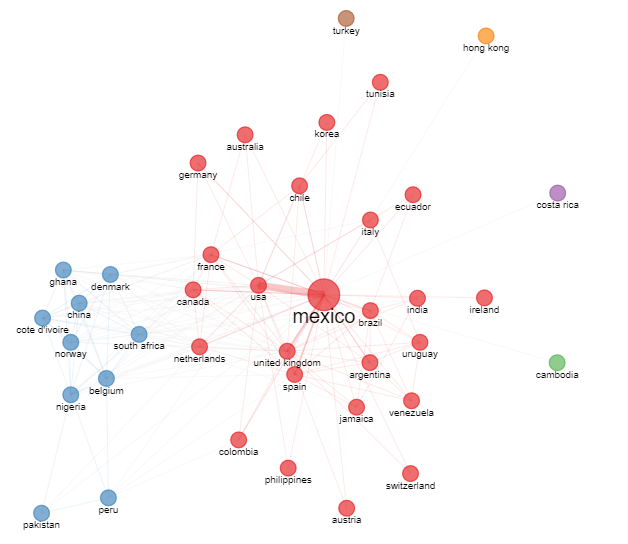 turkey
hong kong
tunisia
korea
australia
germany
chile
costa rica
ecuador
italy
france
ghana
denmark
canada
usa
mexico
china
india
ireland
brazil
cote d'ivoire
south africa
norway
netherlands
united kingdom
uruguay
argentina
cambodia
belgium
spain
nigeria
jamaica
venezuela
colombia
philippines
switzerland
peru
austria
pakistan